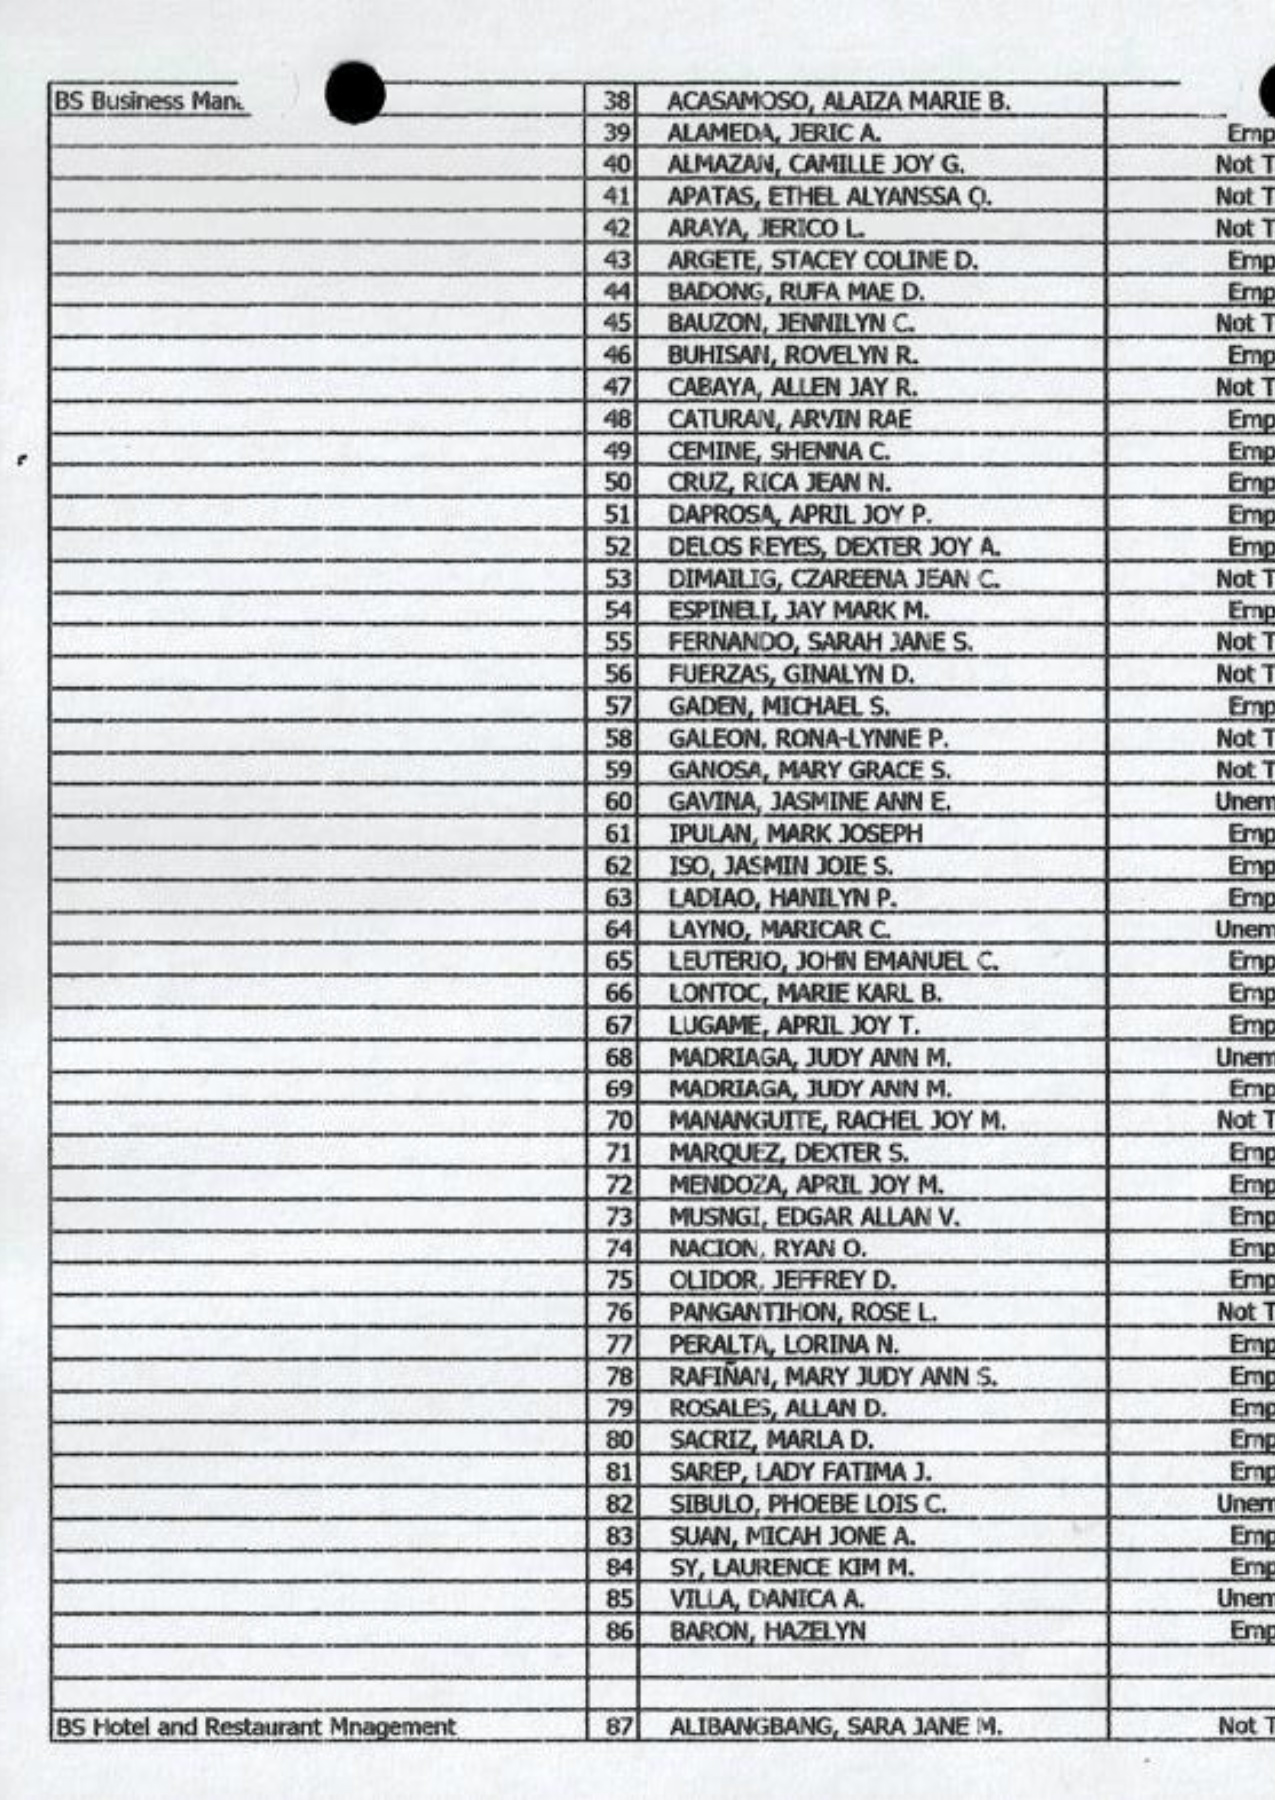 BS Business Man 38 ACASAMOSO, ALAIZA MARIE B.
39 ALAMEDA, JERIC A. Emp
40 ALMAZAN, CAMILLE JOY G. Not T
41 APATAS, ETHEL ALYANSSA O. Not T
42 ARAYA, JERICO L. Not T
43 ARGETE, STACEY COLINE D. Emp
44 BADONG, RUFA MAE D. Emp
45 BAUZON, JENNILYN C. Not T
46 BUHISAN, ROVELYN R. Emp
47 CABAYA, ALLEN JAY R. Not T
48 CATURAN, ARVIN RAE Emp
49 CEMINE, SHENNA C. Emp
50 CRUZ, RICA JEAN N. Emp
51 DAPROSA, APRIL JOY P. Emp
52 DELOS REYES, DEXTER JOY A. Emp
53 DIMAILIG, CZAREENA JEAN C. Not T
54 ESPINELI, JAY MARK M. Emp
55 FERNANDO, SARAH JANE S. Not T
56 FUERZAS, GINALYN D. Not T
57 GADEN, MICHAEL S. Emp
58 GALEON, RONA-LYNNE P. Not T
59 GANOSA, MARY GRACE S. Not T
60 GAVINA, JASMINE ANN E. Unem
61 IPULAN, MARK JOSEPH Emp
62 ISO, JASMIN JOIE S. Emp
63 LADIAO, HANILYN P. Emp
64 LAYNO, MARICAR C. Unem
65 LEUTERIO, JOHN EMANUEL C. Emp
66 LONTOC, MARIE KARL B. Emp
67 LUGAME, APRIL JOY T. Emp
68 MADRIAGA, JUDY ANN M. Unem
69 MADRIAGA, JUDY ANN M. Emp
70 MANANGUITE, RACHEL JOY M. Not T
71 MARQUEZ, DEXTER S. Emp
72 MENDOZA, APRIL JOY M. Emp
73 MUSNGI, EDGAR ALLAN V. Emp
74 NACION, RYAN O. Emp
75 OLIDOR, JEFFREY D. Emp
76 PANGANTIHON, ROSE L. Not T
77 PERALTA, LORINA N. Emp
78 RAFIÑAN, MARY JUDY ANN S. Emp
79 ROSALES, ALLAN D. Emp
80 SACRIZ, MARLA D. Emp
81 SAREP, LADY FATIMA J. Emp
82 SIBULO, PHOEBE LOIS C. Unem
83 SUAN, MICAH JONE A. Emp
84 SY, LAURENCE KIM M. Emp
85 VILLA, DANICA A. Unem
86 BARON, HAZELYN Emp
BS Hotel and Restaurant Mnagement 87 ALIBANGBANG, SARA JANE M. Not T